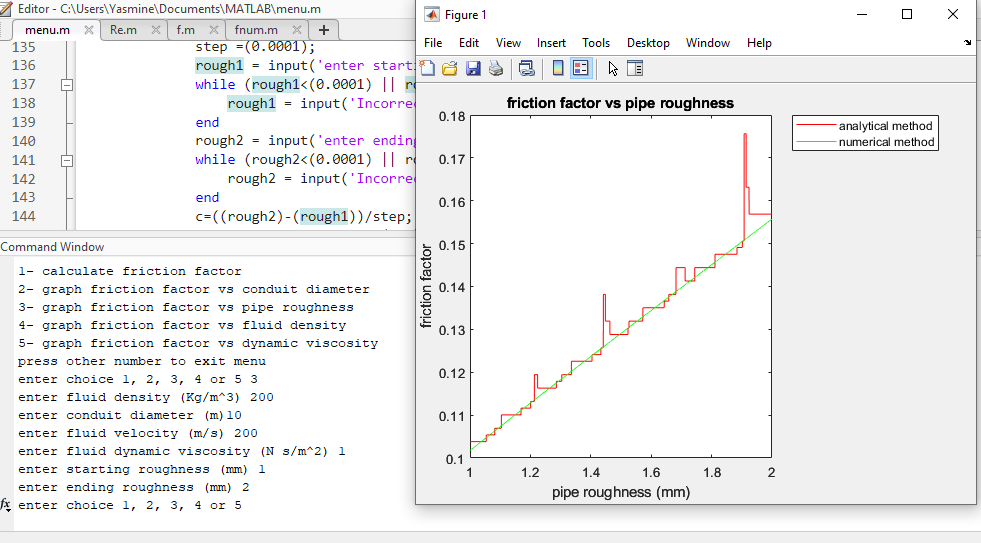 Editor - C:\Users\Yasmine\Documents\MATLAB\menu.m
menu.m Re.m f.m fnum.m
135 step =(0.0001);
136 rough1 = input('enter starti
137 while (rough1<(0.0001) || ro
138 rough1 = input('Incorrec
139 end
140 rough2 = input('enter ending
141 while (rough2<(0.0001) || ro
142 rough2 = input('Incorrec
143 end
144 c=((rough2)-(rough1))/step;
Command Window
1- calculate friction factor
2- graph friction factor vs conduit diameter
3- graph friction factor vs pipe roughness
4- graph friction factor vs fluid density
5- graph friction factor vs dynamic viscosity
press other number to exit menu
enter choice 1, 2, 3, 4 or 5 3
enter fluid density (Kg/m^3) 200
enter conduit diameter (m)10
enter fluid velocity (m/s) 200
enter fluid dynamic viscosity (N s/m^2) 1
enter starting roughness (mm) 1
enter ending roughness (mm) 2
fx enter choice 1, 2, 3, 4 or 5
Figure 1
File Edit View Insert Tools Desktop Window Help
friction factor vs pipe roughness
0.18
0.17
0.16
0.15
0.14
0.13
0.12
0.11
0.1
friction factor
1 1.2 1.4 1.6 1.8 2
pipe roughness (mm)
analytical method
numerical method